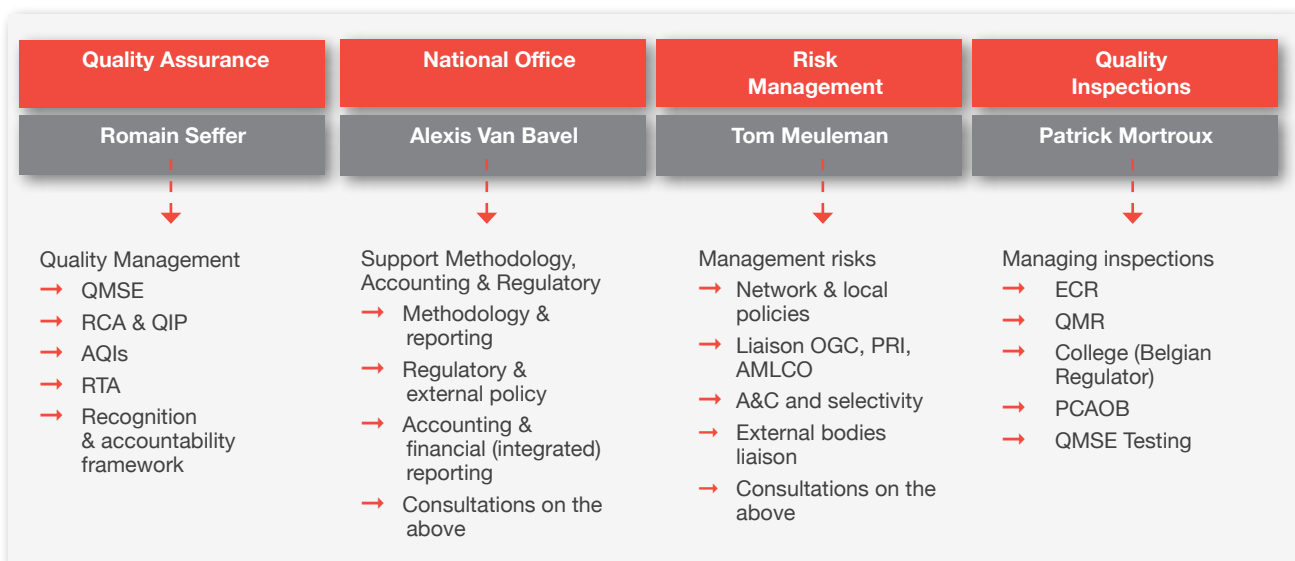 Quality Assurance
Romain Seffer
Quality Management
QMSE
RCA & QIP
AQIs
RTA
Recognition
& accountability
framework
National Office
Alexis Van Bavel
Support Methodology,
Accounting & Regulatory
Methodology &
reporting
Regulatory &
external policy
Accounting &
financial (integrated)
reporting
Consultations on the
above
Risk
Management
Tom Meuleman
Management risks
Network & local
policies
Liaison OGC, PRI,
AMLCO
A&C and selectivity
External bodies
liaison
Consultations on the
above
Quality
Inspections
Patrick Mortroux
Managing inspections
ECR
QMR
College (Belgian
Regulator)
PCAOB
QMSE Testing